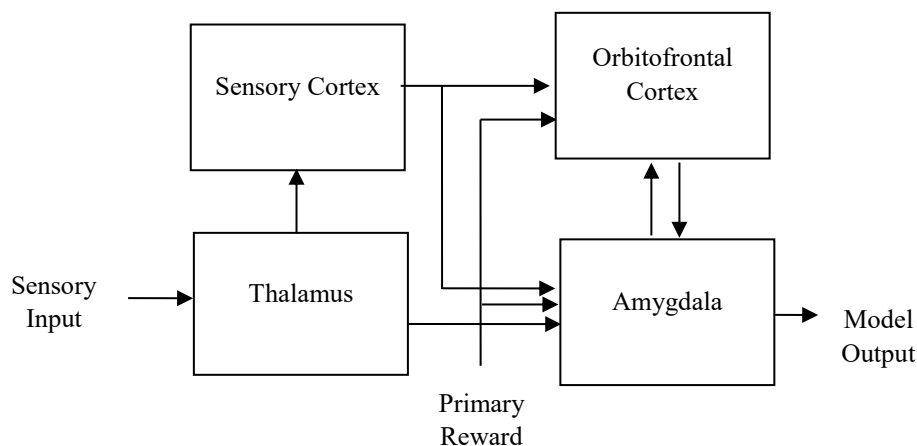 Sensory Cortex
Orbitofrontal
Cortex
Sensory
Input
Thalamus
Amygdala
Model
Output
Primary
Reward